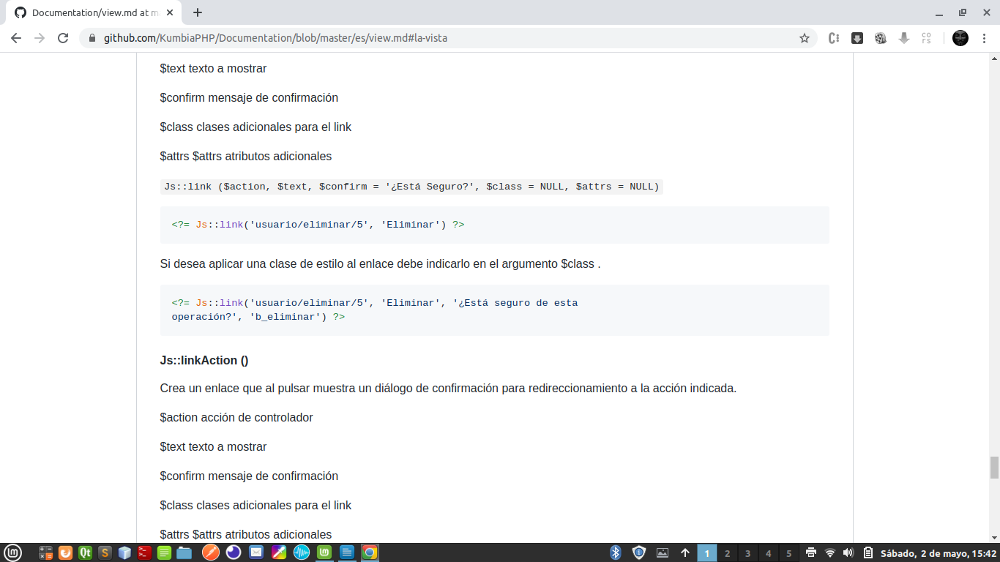 Documentation/view.md at m
github.com/KumbiaPHP/Documentation/blob/master/es/view.md#la-vista
$text texto a mostrar
$confirm mensaje de confirmación
$class clases adicionales para el link
$attrs $attrs atributos adicionales
Js::link ($action, $text, $confirm = '¿Está Seguro?', $class = NULL, $attrs = NULL)
<?= Js::link('usuario/eliminar/5', 'Eliminar') ?>
Si desea aplicar una clase de estilo al enlace debe indicarlo en el argumento $class .
<?= Js::link('usuario/eliminar/5', 'Eliminar', '¿Está seguro de esta
operación?', 'b_eliminar') ?>
Js::linkAction ()
Crea un enlace que al pulsar muestra un diálogo de confirmación para redireccionamiento a la acción indicada.
$action acción de controlador
$text texto a mostrar
$confirm mensaje de confirmación
$class clases adicionales para el link
$attrs $attrs atributos adicionales
1 2 3 4 5 Sábado, 2 de mayo, 15:42